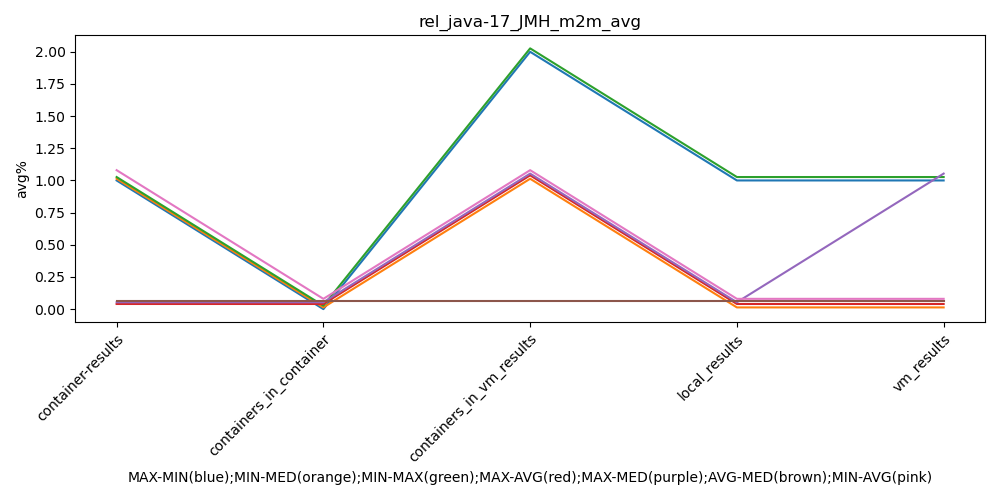 rel_java-17_JMH_m2m_avg
avg%
2.00
1.75
1.50
1.25
1.00
0.75
0.50
0.25
0.00
container-results
containers_in_container
containers_in_vm_results
local_results
vm_results
MAX-MIN(blue);MIN-MED(orange);MIN-MAX(green);MAX-AVG(red);MAX-MED(purple);AVG-MED(brown);MIN-AVG(pink)